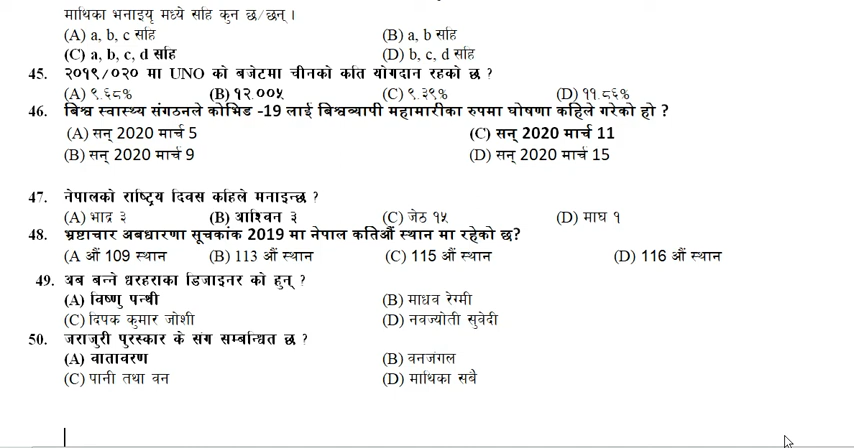 माथिका भनाइयृ मध्ये सहि कुन छ/छन् ।
(A) a, b, c सहि (B) a, b सहि
(C) a, b, c, d सहि (D) b, c, d सहि
45. २०१९/०२० मा UNO को बजेटमा चीनको कति योगदान रहको छ ?
(A) ९.६८% (B) १२.००५ (C) ९.३९% (D) ११.८६%
46. बिश्व स्वास्थ्य संगठनले कोभिड -19 लाई बिश्वव्यापी महामारीका रुपमा घोषणा कहिले गरेको हो ?
(A) सन् 2020 मार्च 5 (C) सन् 2020 मार्च 11
(B) सन् 2020 मार्च 9 (D) सन् 2020 मार्च 15
47. नेपालको राष्ट्रिय दिवस कहिले मनाइन्छ ?
(A) भाद्र ३ (B) आश्विन ३ (C) जेठ १५ (D) माघ १
48. भ्रष्टाचार अबधारणा सूचकांक 2019 मा नेपाल कतिऔं स्थान मा रहेको छ?
(A औं 109 स्थान (B) 113 औं स्थान (C) 115 औं स्थान (D) 116 औं स्थान
49. अब बन्ने धरहराका डिजाइनर को हुन् ?
(A) विष्णु पन्थी (B) माधव रेग्मी
(C) दिपक कुमार जोशी (D) नवज्योती सुवेदी
50. जराजुरी पुरस्कार के संग सम्बन्धित छ ?
(A) वातावरण (B) वनजंगल
(C) पानी तथा वन (D) माथिका सबै